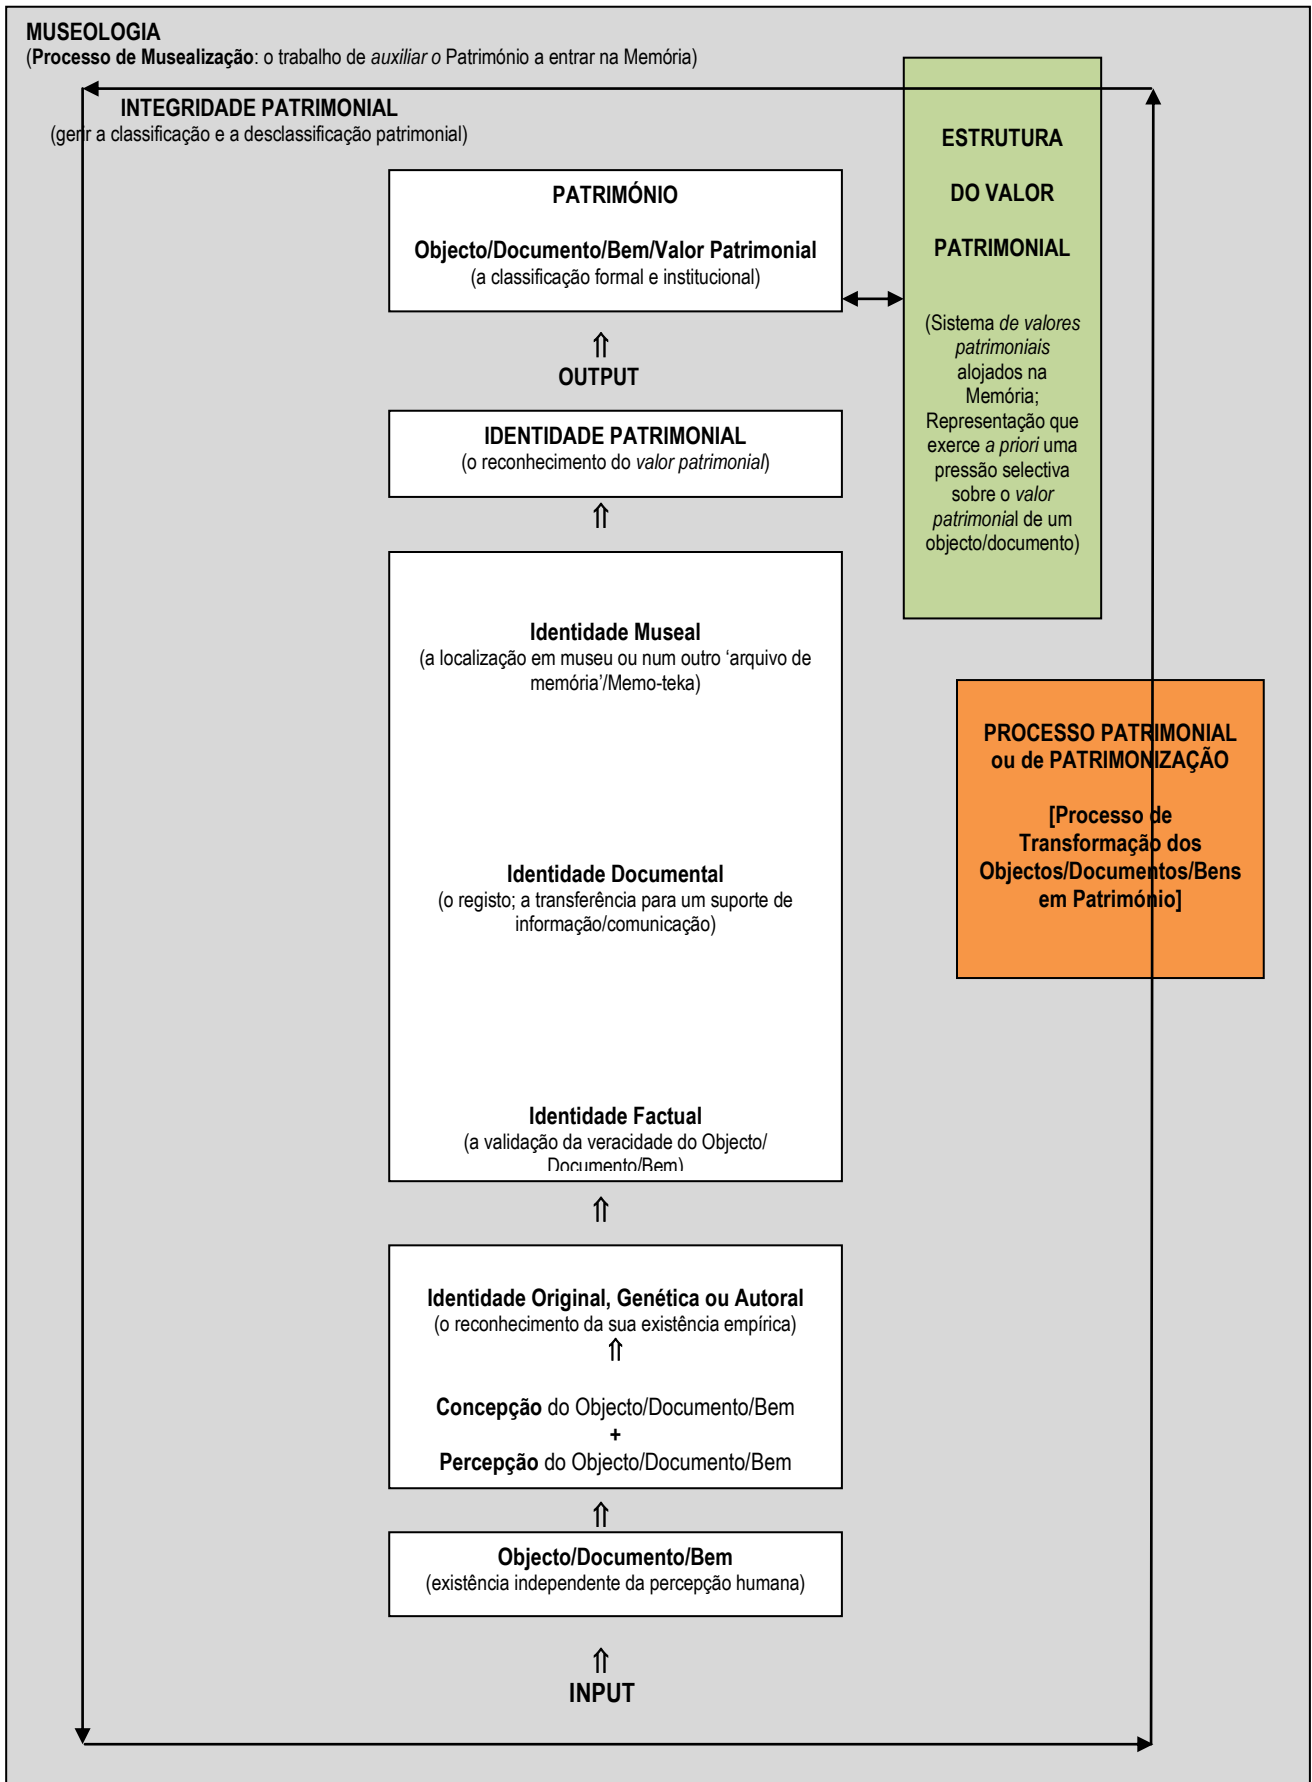 MUSEOLOGIA
(Processo de Musealização: o trabalho de auxiliar o Património a entrar na Memória)
INTEGRIDADE PATRIMONIAL
(gerir a classificação e a desclassificação patrimonial)
PATRIMÓNIO
Objecto/Documento/Bem/Valor Patrimonial
(a classificação formal e institucional)
⇑
OUTPUT
IDENTIDADE PATRIMONIAL
(o reconhecimento do valor patrimonial)
⇑
Identidade Museal
(a localização em museu ou num outro ‘arquivo de
memória’/Memo-teka)
Identidade Documental
(o registo; a transferência para um suporte de
informação/comunicação)
Identidade Factual
(a validação da veracidade do Objecto/
Documento/Bem)
⇑
Identidade Original, Genética ou Autoral
(o reconhecimento da sua existência empírica)
⇑
Concepção do Objecto/Documento/Bem
+
Percepção do Objecto/Documento/Bem
⇑
Objecto/Documento/Bem
(existência independente da percepção humana)
⇑
INPUT
ESTRUTURA
DO VALOR
PATRIMONIAL
(Sistema de valores
patrimoniais
alojados na
Memória;
Representação que
exerce a priori uma
pressão selectiva
sobre o valor
patrimonial de um
objecto/documento)
PROCESSO PATRIMONIAL
ou de PATRIMONIZAÇÃO
[Processo de
Transformação dos
Objectos/Documentos/Bens
em Património]